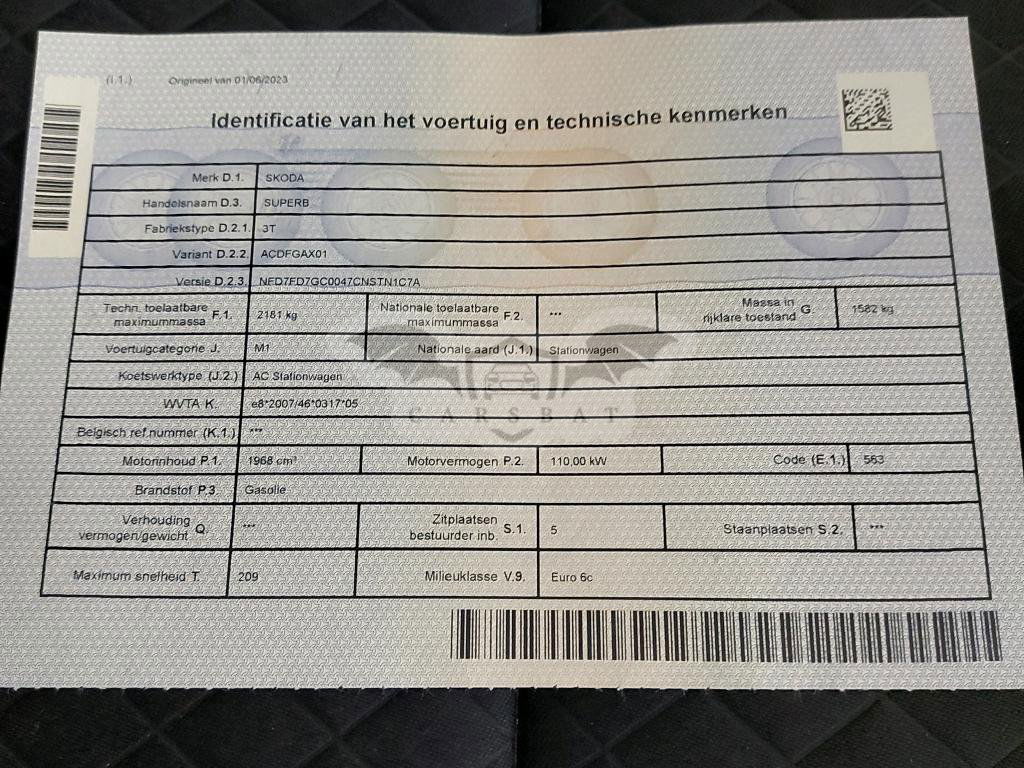 (I.1.) Origineel van 01/06/2023
Identificatie van het voertuig en technische kenmerken
Merk D.1. SKODA
Handelsnaam D.3. SUPERB
Fabriekstype D.2.1. 3T
Variant D.2.2. ACDFGAX01
Versie D.2.3. NFD7FD7GC0047CNSTN1C7A
Techn. toelaatbare maximummassa F.1. 2181 kg Nationale toelaatbare maximummassa F.2. *** Massa in rijklare toestand G. 1582 kg
Voertuigcategorie J. M1 Nationale aard (J.1.) Stationwagen
Koetswerktype (J.2.) AC Stationwagen
WVTA K. e8*2007/46*0317*05
CARSBAT
Belgisch ref nummer (K.1.) ***
Motorinhoud P.1. 1968 cm³ Motorvermogen P.2. 110,00 kW Code (E.1.) 563
Brandstof P.3. Gasolie
Verhouding vermogen/gewicht Q. *** Zitplaatsen bestuurder inb. S.1. 5 Staanplaatsen S.2. ***
Maximum snelheid T. 209 Milieuklasse V.9. Euro 6c